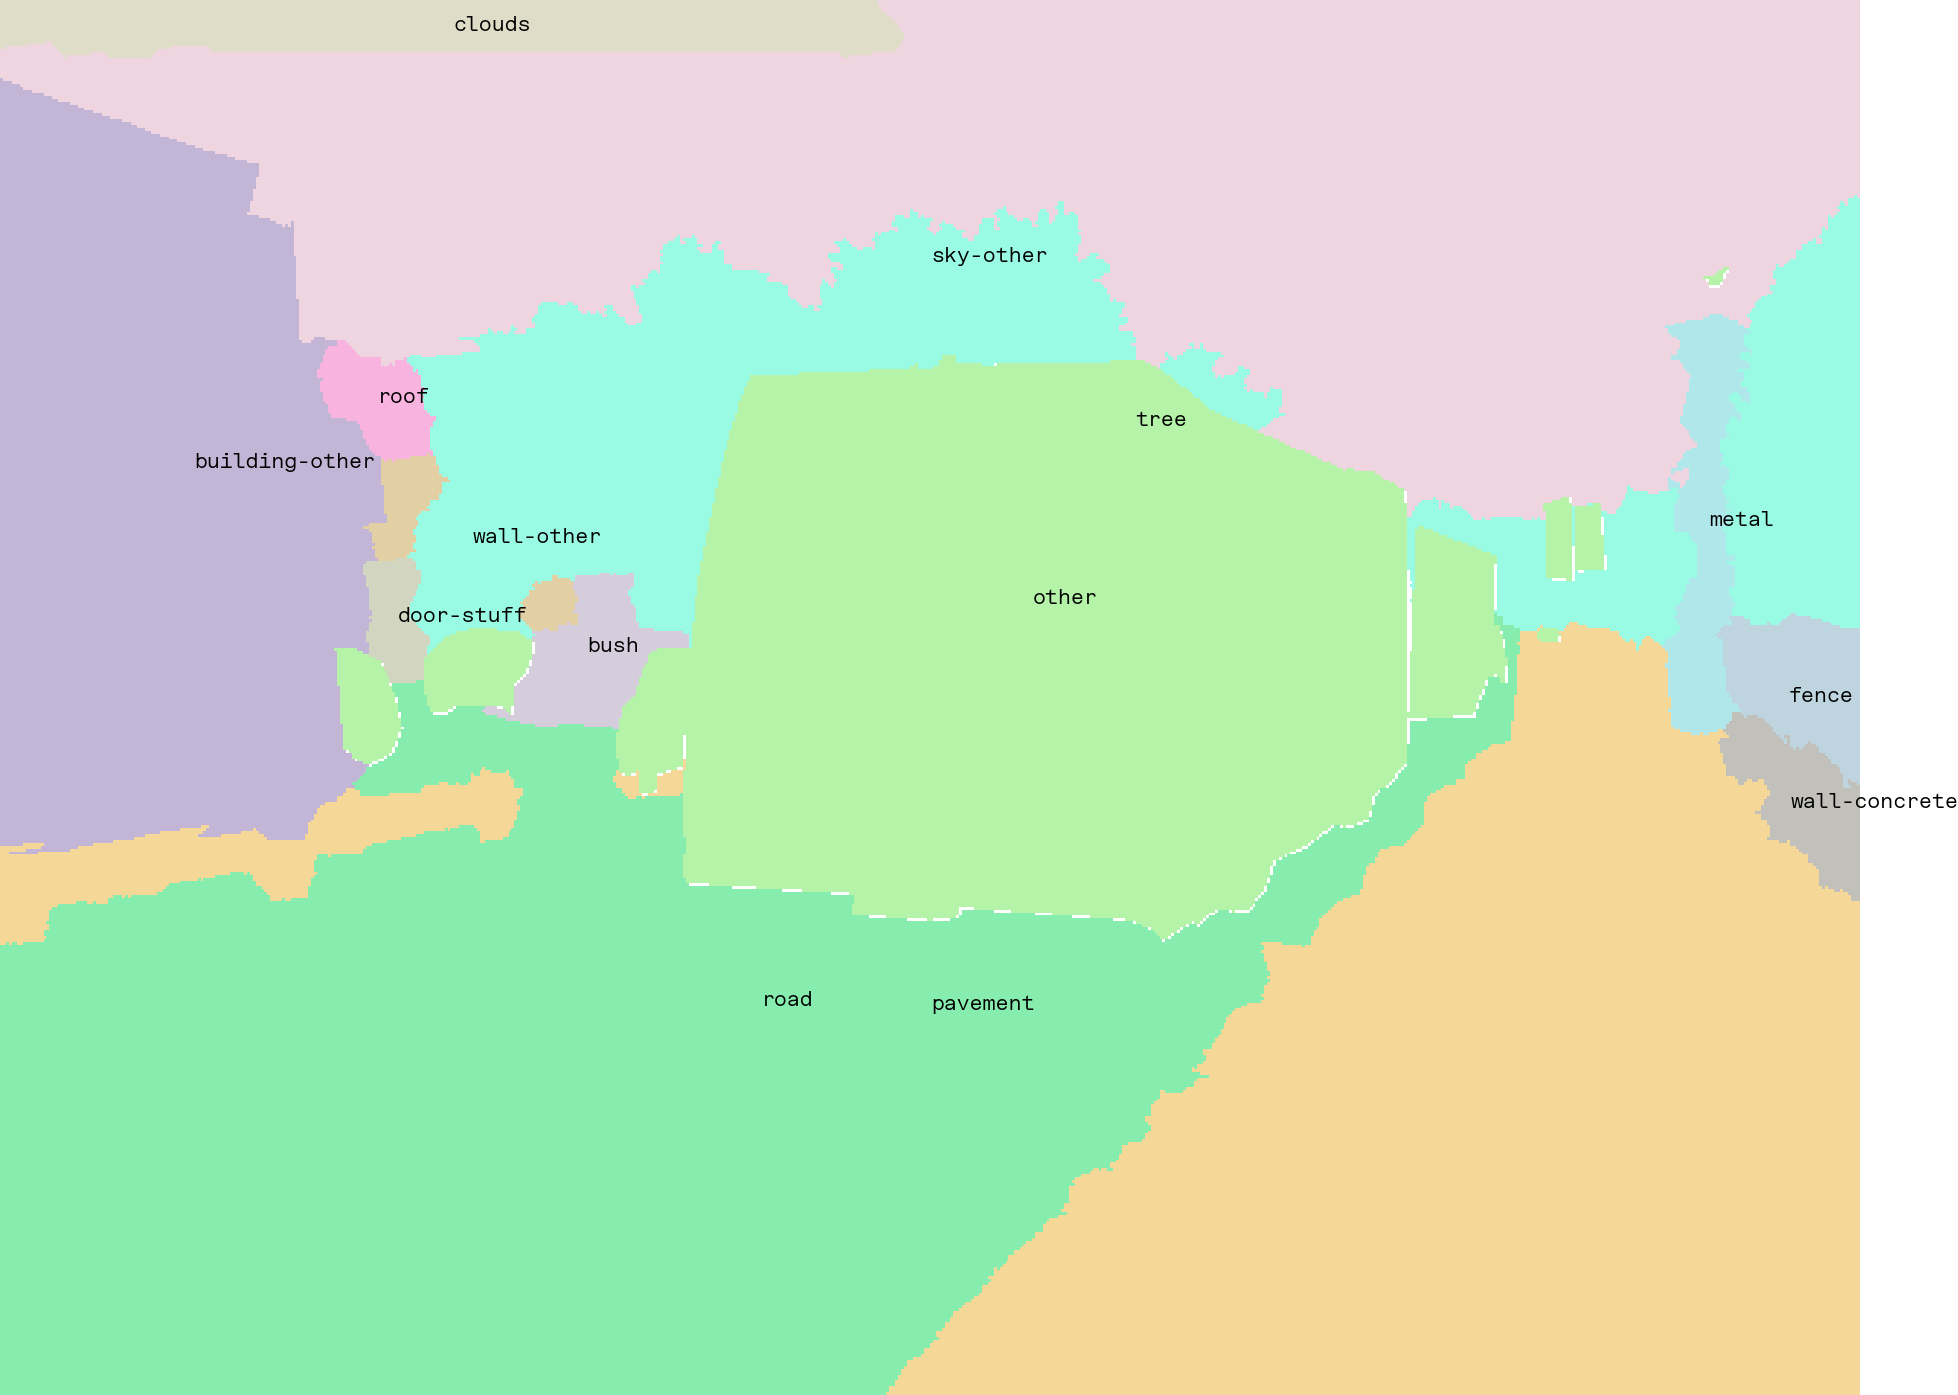 clouds
sky-other
roof
tree
building-other
metal
wall-other
other
door-stuff
bush
fence
wall-concrete
road
pavement